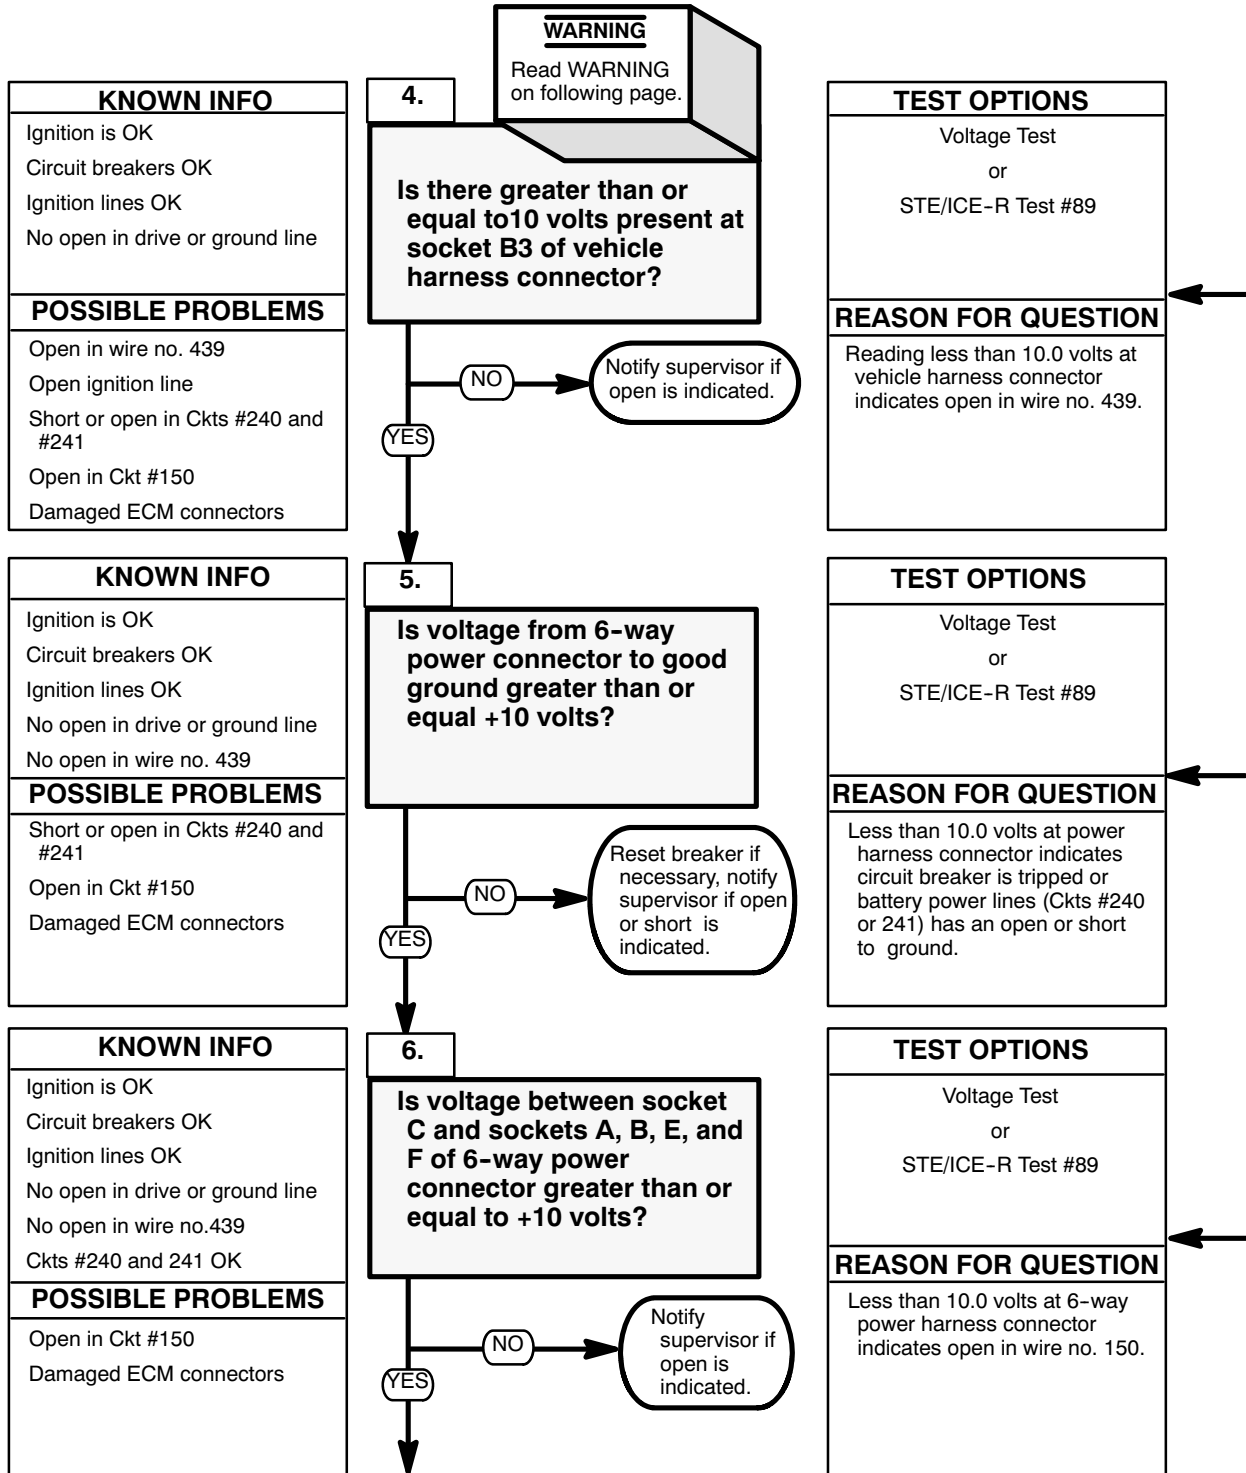 WARNING
Read WARNING
on following page.
KNOWN INFO
Ignition is OK
Circuit breakers OK
Ignition lines OK
No open in drive or ground line
POSSIBLE PROBLEMS
Open in wire no. 439
Open ignition line
Short or open in Ckts #240 and
#241
Open in Ckt #150
Damaged ECM connectors
4.
Is there greater than or
equal to10 volts present at
socket B3 of vehicle
harness connector?
NO
Notify supervisor if
open is indicated.
YES
TEST OPTIONS
Voltage Test
or
STE/ICE-R Test #89
REASON FOR QUESTION
Reading less than 10.0 volts at
vehicle harness connector
indicates open in wire no. 439.
KNOWN INFO
Ignition is OK
Circuit breakers OK
Ignition lines OK
No open in drive or ground line
No open in wire no. 439
POSSIBLE PROBLEMS
Short or open in Ckts #240 and
#241
Open in Ckt #150
Damaged ECM connectors
5.
Is voltage from 6-way
power connector to good
ground greater than or
equal +10 volts?
NO
Reset breaker if
necessary, notify
supervisor if open
or short is
indicated.
YES
TEST OPTIONS
Voltage Test
or
STE/ICE-R Test #89
REASON FOR QUESTION
Less than 10.0 volts at power
harness connector indicates
circuit breaker is tripped or
battery power lines (Ckts #240
or 241) has an open or short
to ground.
KNOWN INFO
Ignition is OK
Circuit breakers OK
Ignition lines OK
No open in drive or ground line
No open in wire no.439
Ckts #240 and 241 OK
POSSIBLE PROBLEMS
Open in Ckt #150
Damaged ECM connectors
6.
Is voltage between socket
C and sockets A, B, E, and
F of 6-way power
connector greater than or
equal to +10 volts?
NO
Notify
supervisor if
open is
indicated.
YES
TEST OPTIONS
Voltage Test
or
STE/ICE-R Test #89
REASON FOR QUESTION
Less than 10.0 volts at 6-way
power harness connector
indicates open in wire no. 150.